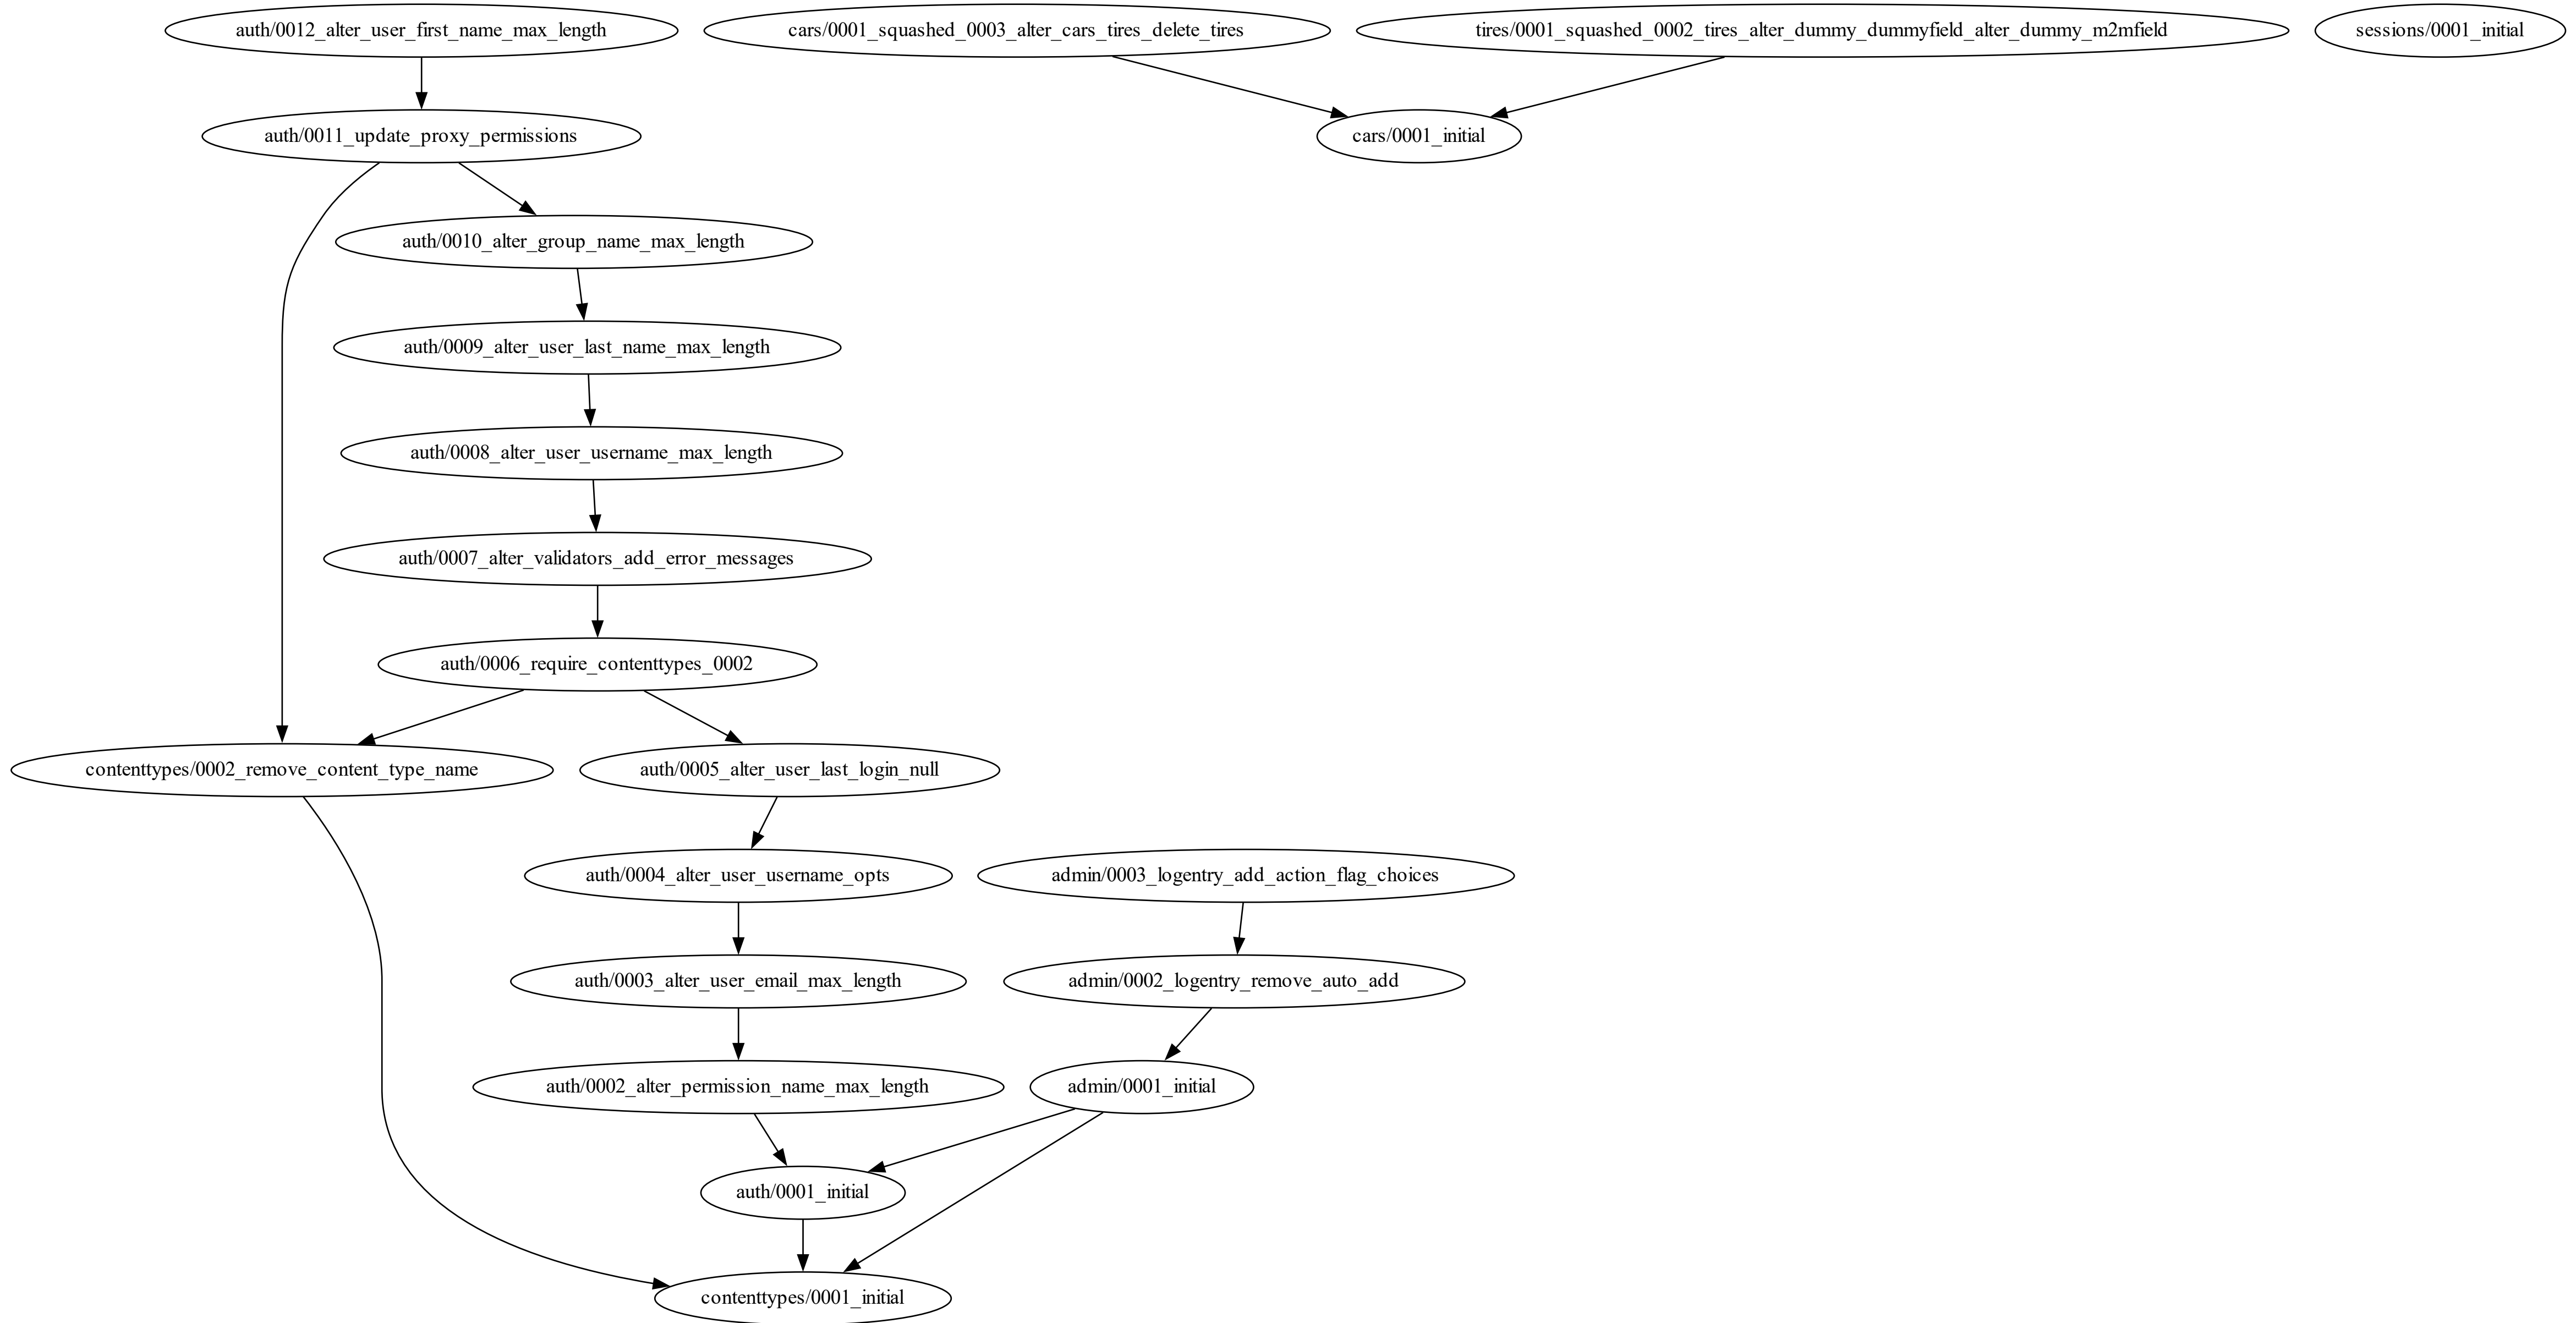 auth/0012_alter_user_first_name_max_length
cars/0001_squashed_0003_alter_cars_tires_delete_tires
tires/0001_squashed_0002_tires_alter_dummy_dummyfield_alter_dummy_m2mfield
sessions/0001_initial
auth/0011_update_proxy_permissions
cars/0001_initial
auth/0010_alter_group_name_max_length
auth/0009_alter_user_last_name_max_length
auth/0008_alter_user_username_max_length
auth/0007_alter_validators_add_error_messages
auth/0006_require_contenttypes_0002
contenttypes/0002_remove_content_type_name
auth/0005_alter_user_last_login_null
auth/0004_alter_user_username_opts
admin/0003_logentry_add_action_flag_choices
auth/0003_alter_user_email_max_length
admin/0002_logentry_remove_auto_add
auth/0002_alter_permission_name_max_length
admin/0001_initial
auth/0001_initial
contenttypes/0001_initial